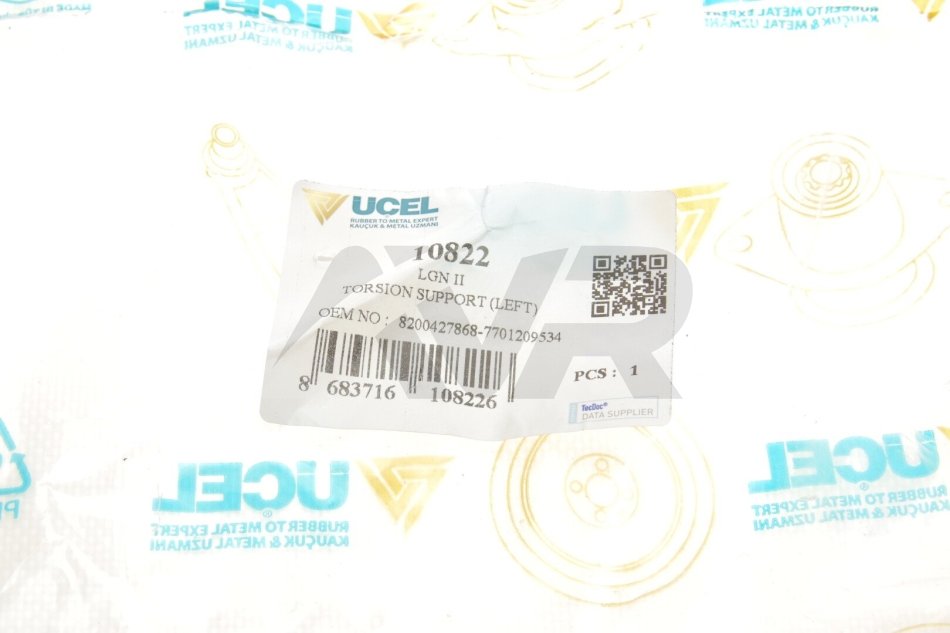 UCEL
RUBBER TO METAL EXPERT
KAUÇUK & METAL UZMANI
UCEL
RUBBER TO METAL EXPERT
KAUÇUK & METAL UZMANI
10822
LGN II
TORSION SUPPORT (LEFT)
OEM NO : 8200427868-7701209534
8 683716 108226
PCS : 1
TecDoc®
DATA SUPPLIER
AVR
UCEL
RUBBER TO METAL EXPERT
KAUÇUK & METAL UZMANI
UCEL
RUBBER TO METAL EXPERT
KAUÇUK & METAL UZMANI